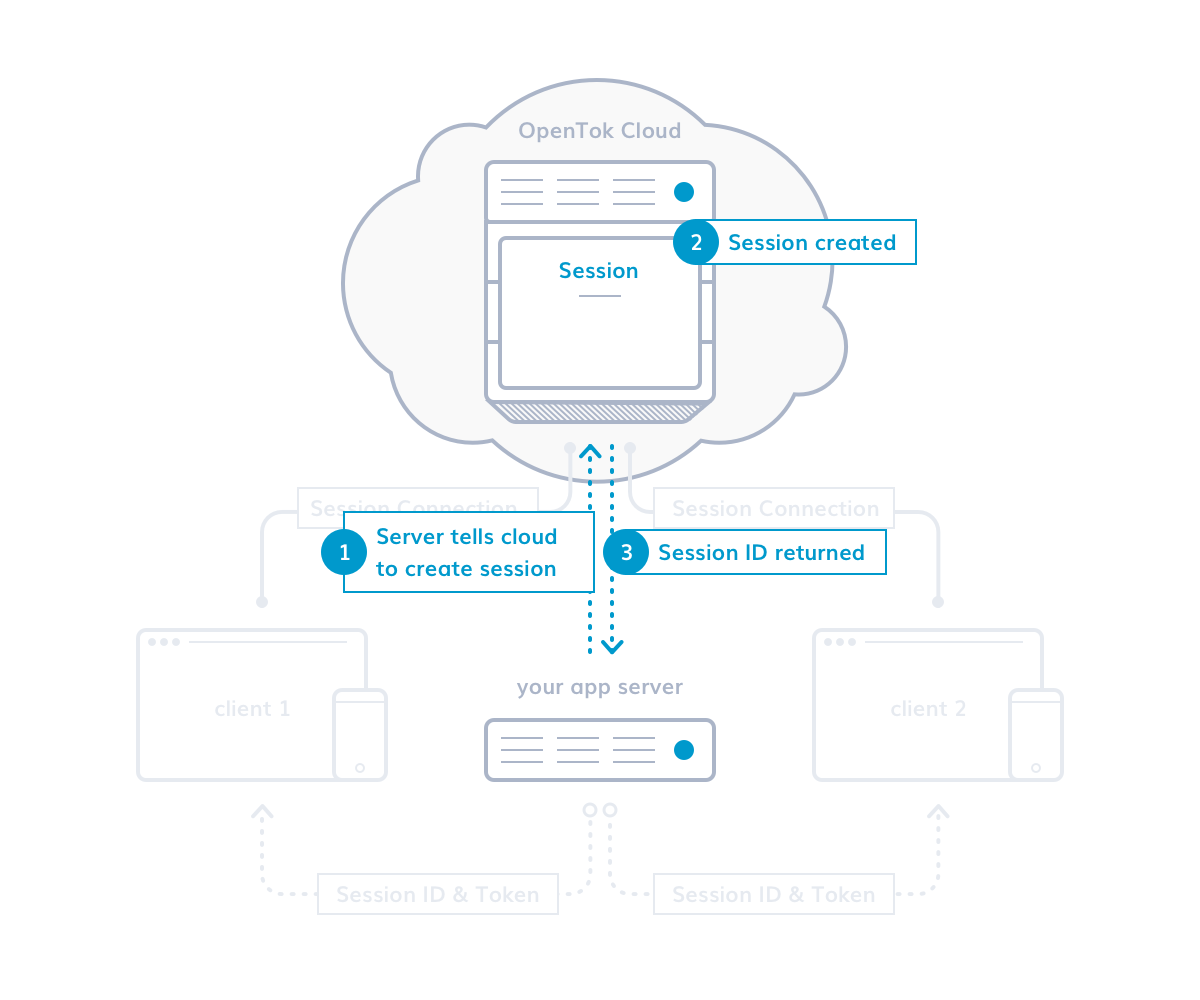 OpenTok Cloud
2 Session created
Session
Session Connection
Session Connection
1 Server tells cloud
to create session
3 Session ID returned
your app server
client 1
client 2
Session ID & Token
Session ID & Token